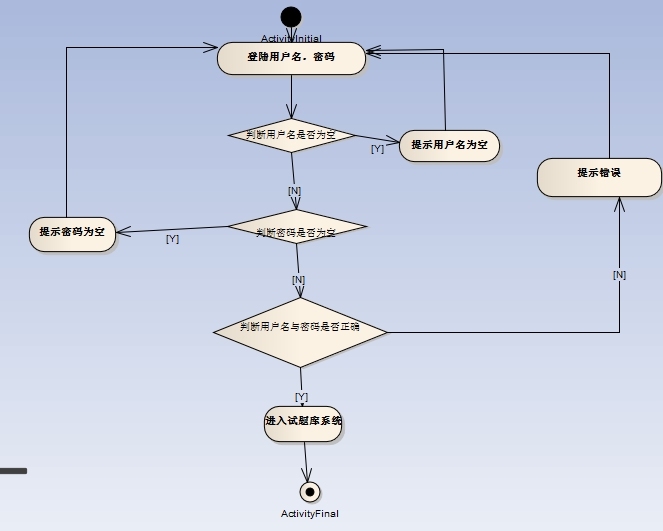 ActivityInitial
登陆用户名。密码
判断用户名是否为空
[Y]
提示用户名为空
提示错误
[N]
提示密码为空
[Y]
判断密码是否为空
[N]
[N]
判断用户名与密码是否正确
[Y]
进入试题库系统
ActivityFinal